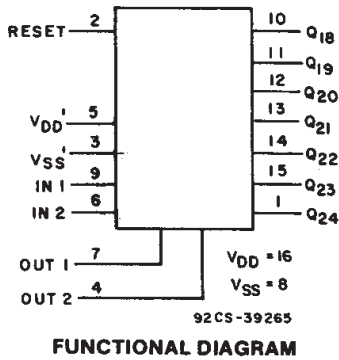 RESET 2 10 Q18
11 Q19
12 Q20
VDD' 5 13 Q21
VSS' 3 14 Q22
IN 1 9 15 Q23
IN 2 6 1 Q24
OUT 1 7 VDD = 16
OUT 2 4 VSS = 8
92CS-39265
FUNCTIONAL DIAGRAM